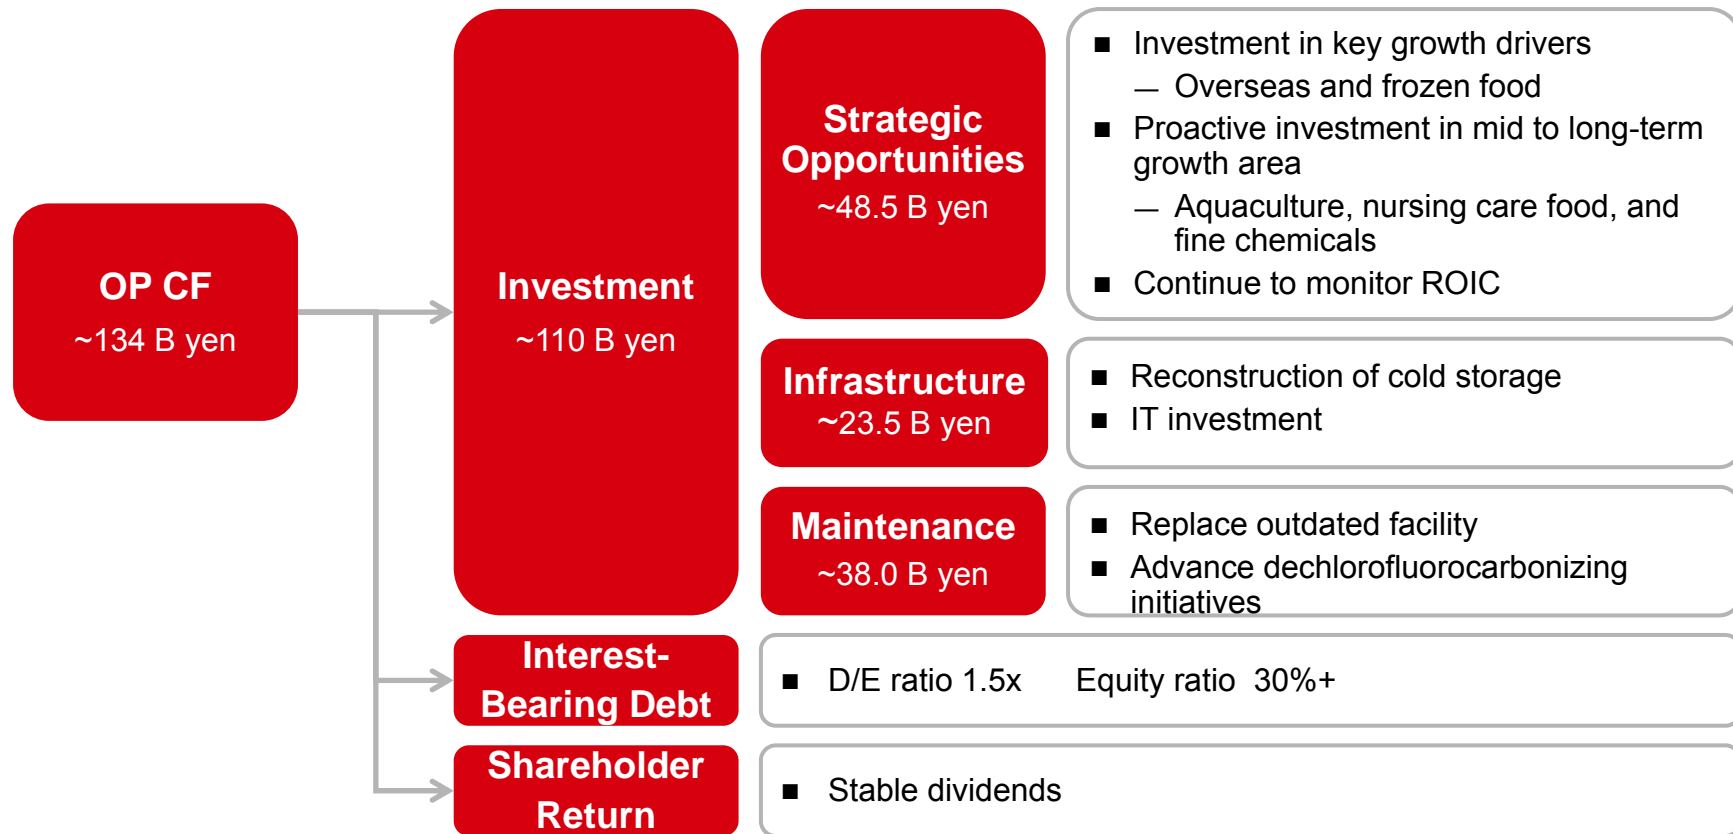 OP CF
~134 B yen
Investment
~110 B yen
Strategic
Opportunities
~48.5 B yen
■ Investment in key growth drivers
— Overseas and frozen food
■ Proactive investment in mid to long-term
growth area
— Aquaculture, nursing care food, and
fine chemicals
■ Continue to monitor ROIC
Infrastructure
~23.5 B yen
■ Reconstruction of cold storage
■ IT investment
Maintenance
~38.0 B yen
■ Replace outdated facility
■ Advance dechlorofluorocarbonizing
initiatives
Interest-
Bearing Debt
■ D/E ratio 1.5x Equity ratio 30%+
Shareholder
Return
■ Stable dividends